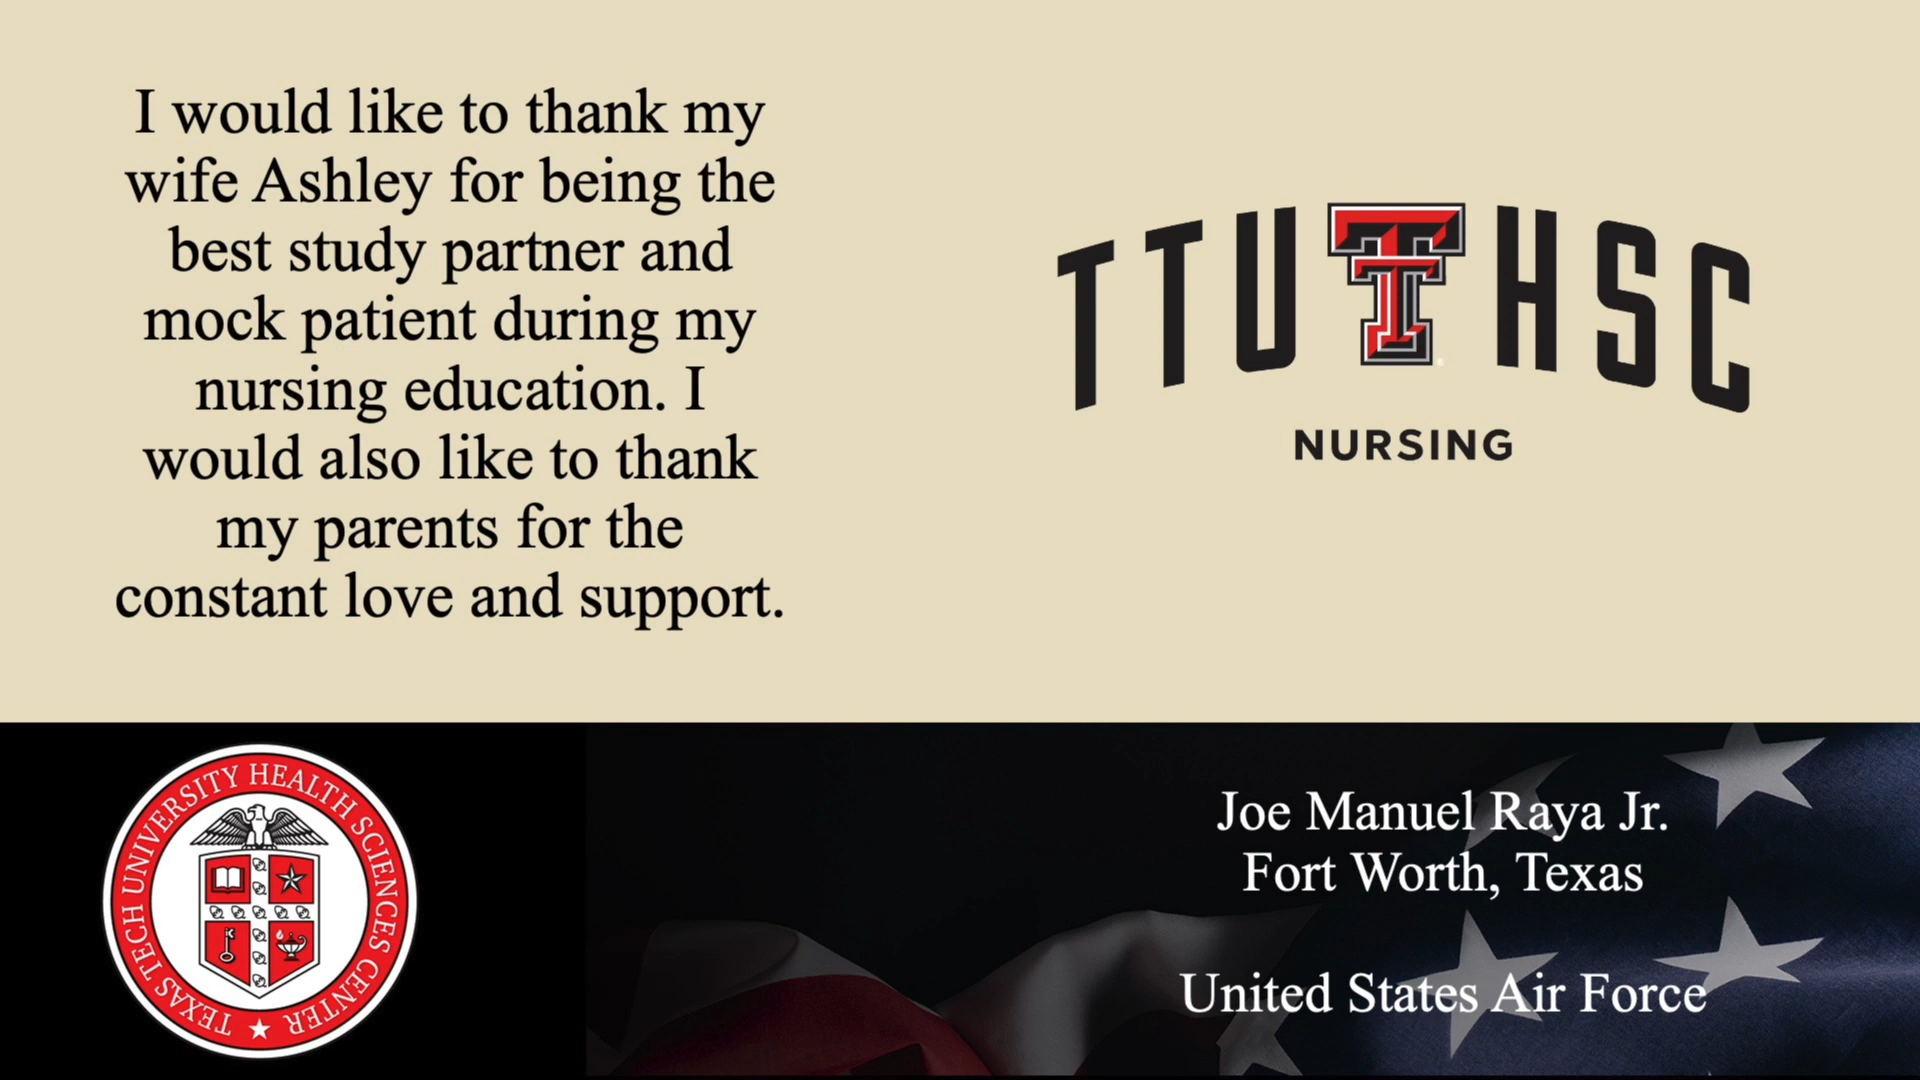 I would like to thank my
wife Ashley for being the
best study partner and
mock patient during my
nursing education. I
would also like to thank
my parents for the
constant love and support.
TTU HSC
NURSING
TEXAS TECH UNIVERSITY HEALTH SCIENCES CENTER
Joe Manuel Raya Jr.
Fort Worth, Texas
United States Air Force